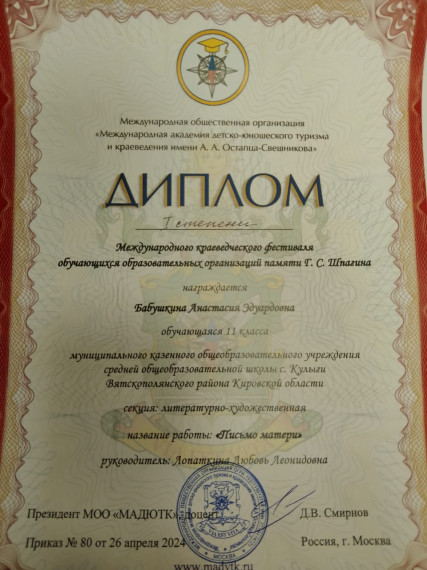 Международная общественная организация
«Международная академия детско-юношеского туризма
и краеведения имени А. А. Остапца-Свешникова»
ДИПЛОМ
I степени
Международного краеведческого фестиваля
обучающихся образовательных организаций памяти Г. С. Шпагина
награждается
Бабушкина Анастасия Эдуардовна
обучающаяся 11 класса
муниципального казенного общеобразовательного учреждения
средней общеобразовательной школы с. Кулыги
Вятскополянского района Кировской области
секция: литературно-художественная
название работы: «Письмо матери»
руководитель: Лопаткина Любовь Леонидовна
Президент МОО «МАДЮТК», доцент Д.В. Смирнов
Приказ № 80 от 26 апреля 2024 Россия, г. Москва
www.madytk.ru